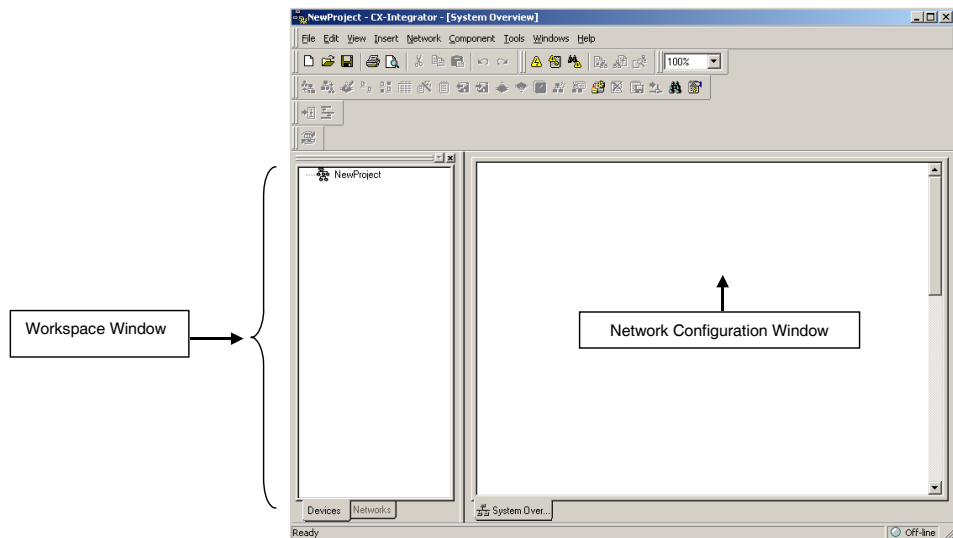 NewProject - CX-Integrator - [System Overview]
File Edit View Insert Network Component Tools Windows Help
100%
NewProject
Workspace Window
Network Configuration Window
Devices Networks
System Over...
Ready
Off-line